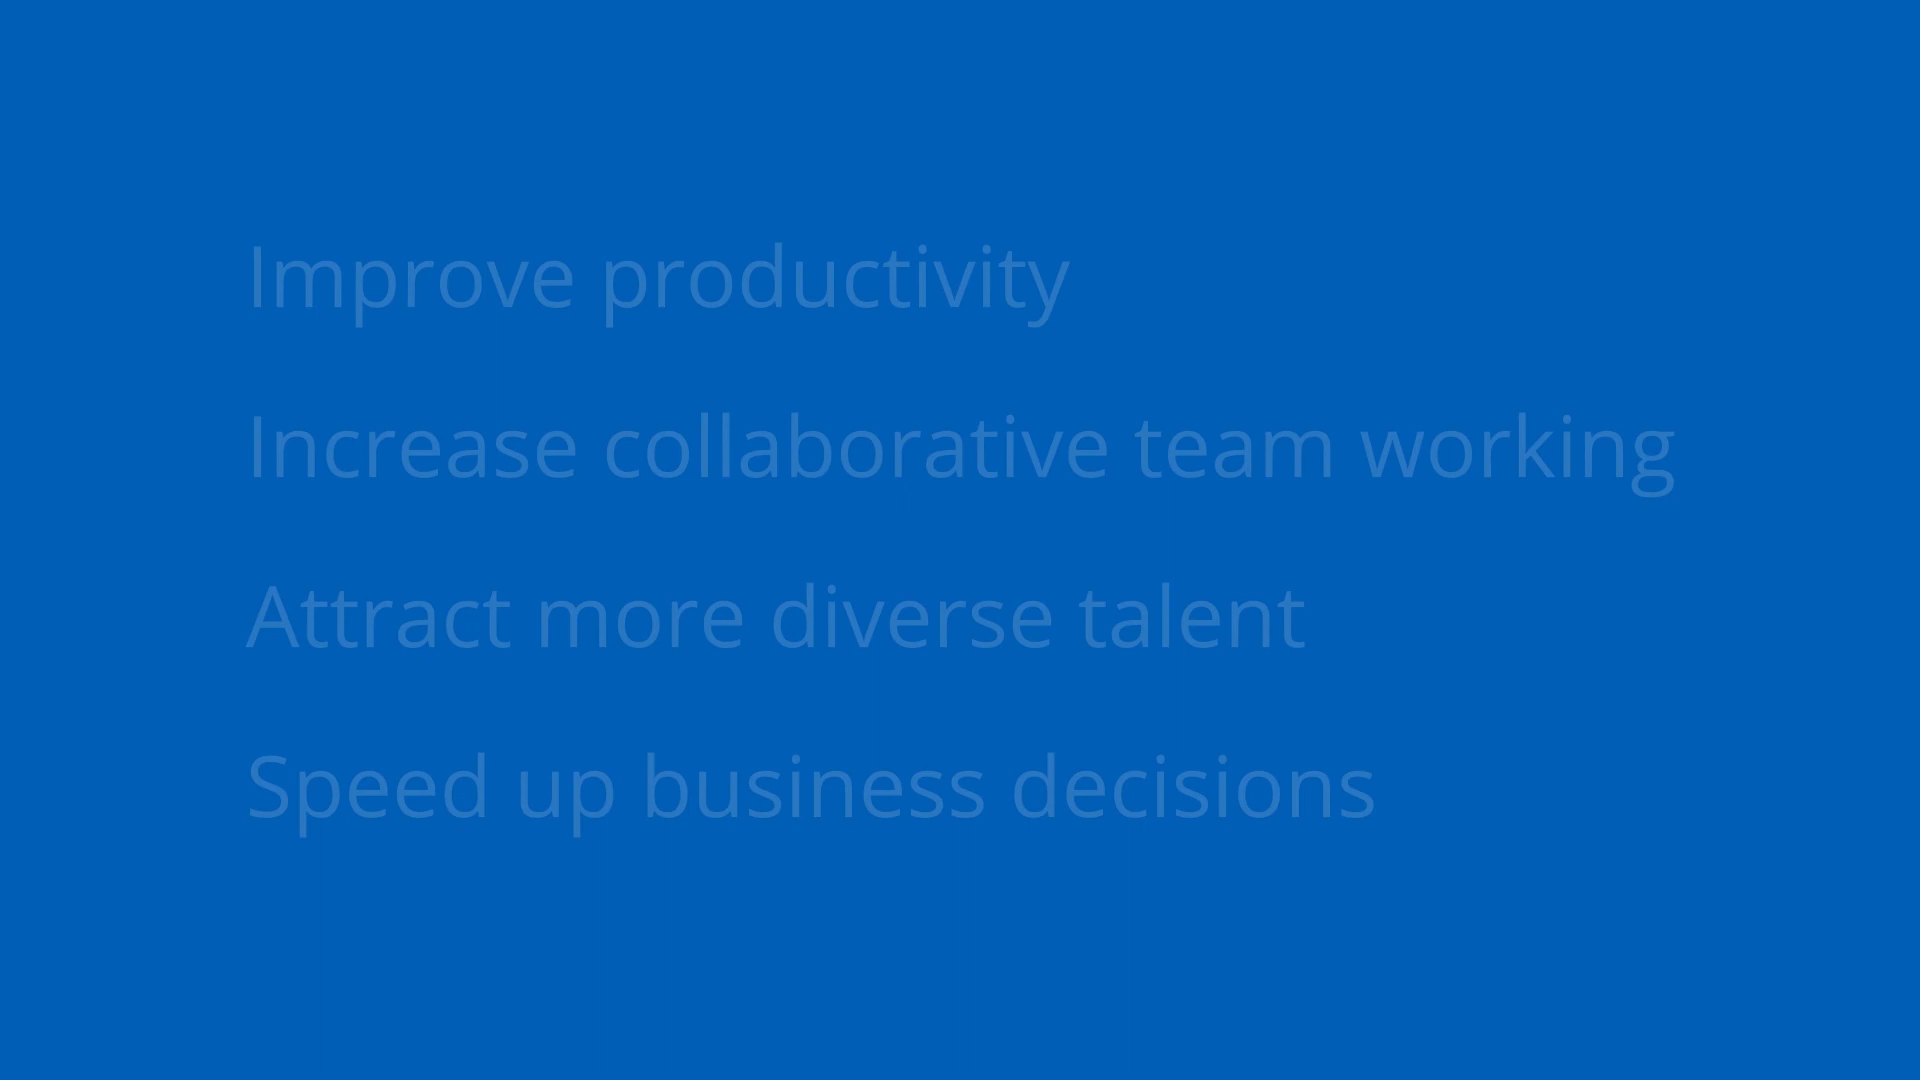 Improve productivity
Increase collaborative team working
Attract more diverse talent
Speed up business decisions